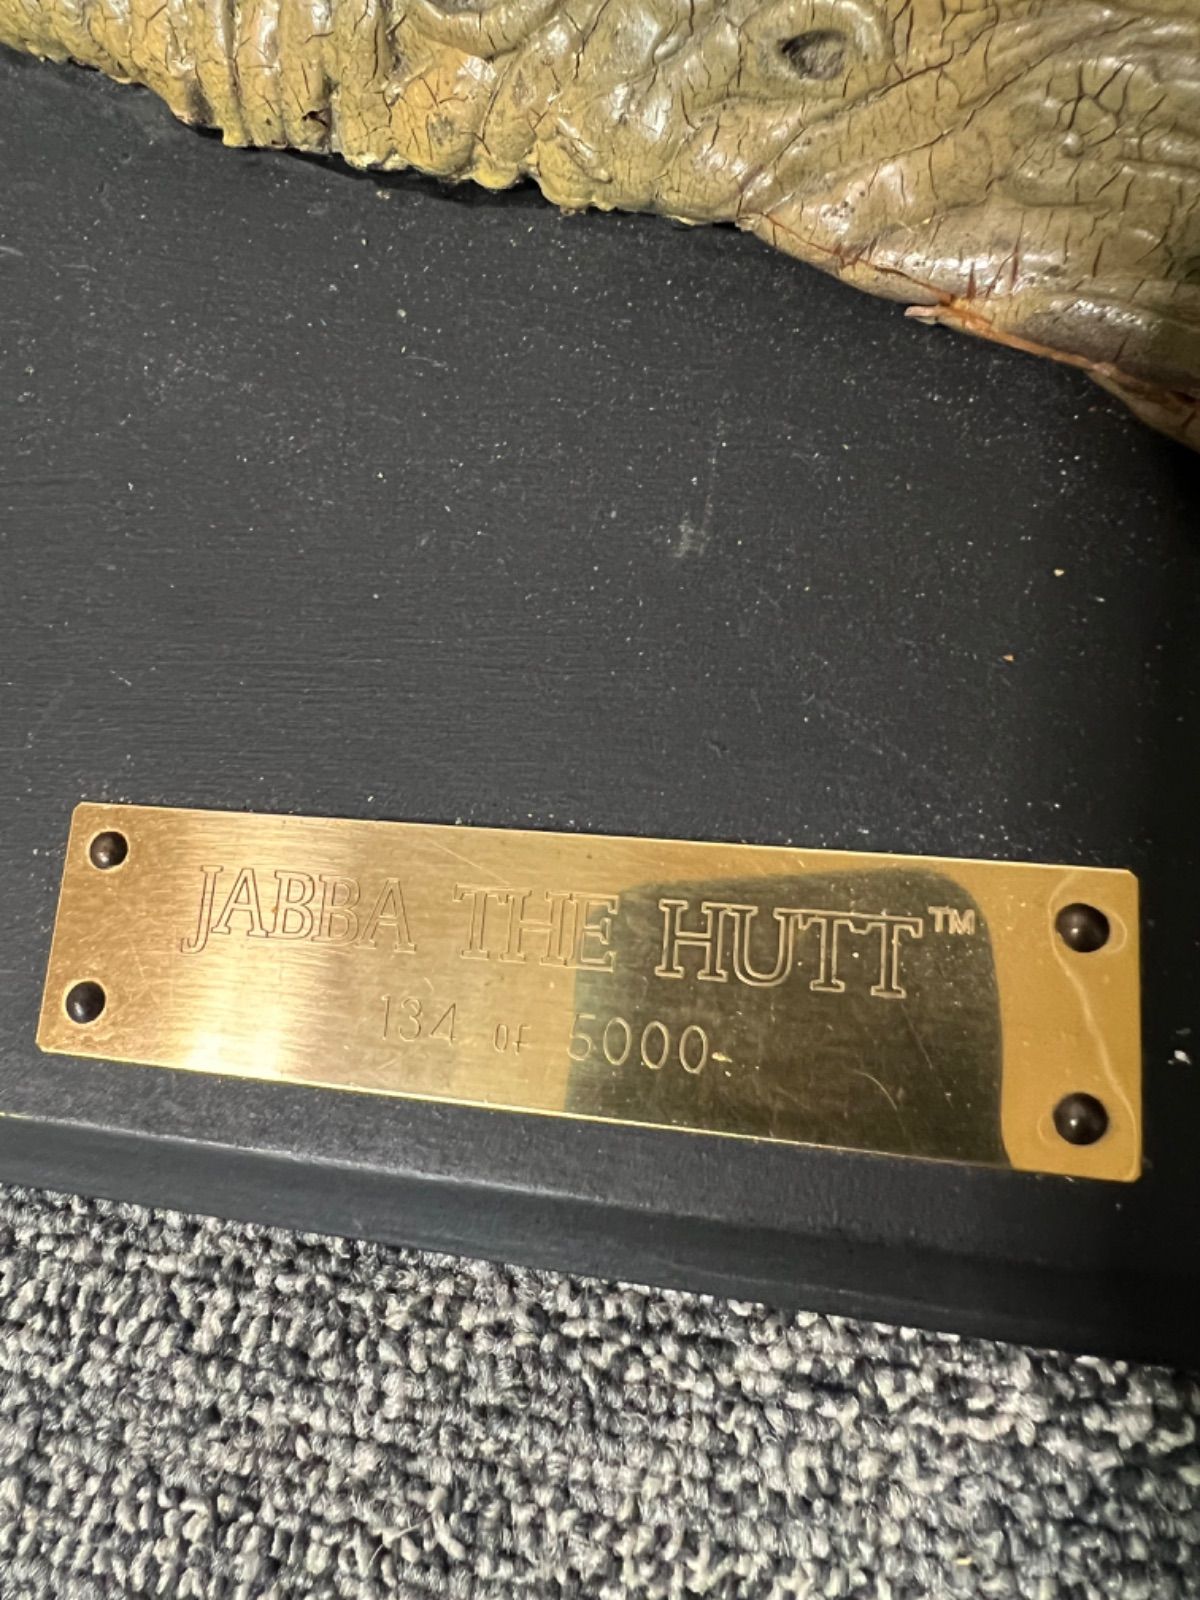 JABBA THE HUTT™
134 OF 5000